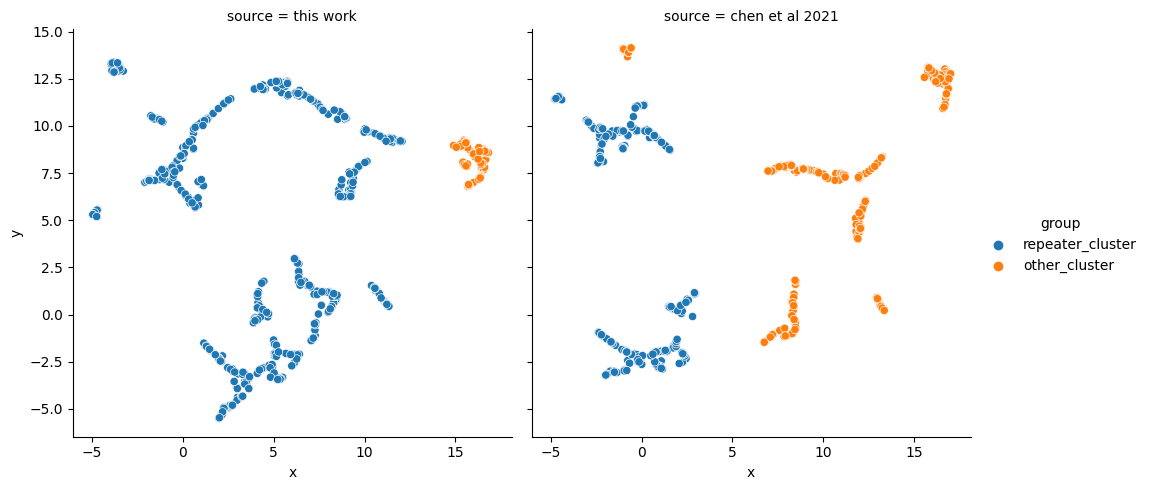 source = this work
source = chen et al 2021
15.0
12.5
10.0
7.5
5.0
2.5
0.0
−2.5
−5.0
y
−5
0
5
10
15
x
−5
0
5
10
15
x
group
repeater_cluster
other_cluster